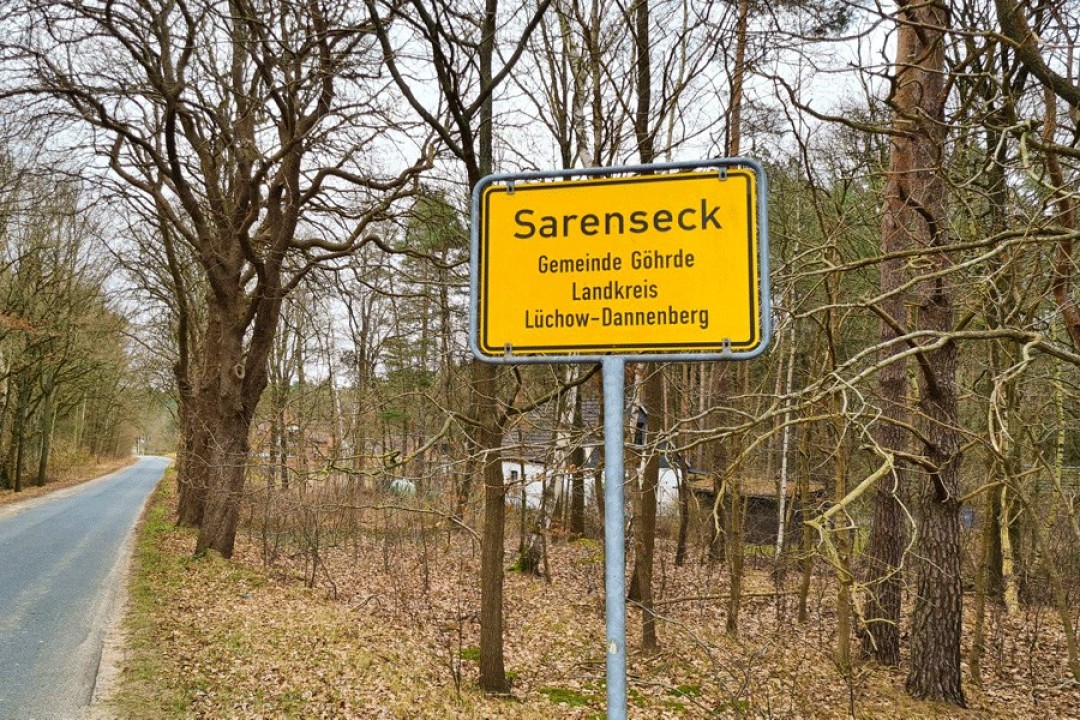 Sarenseck
Gemeinde Göhrde
Landkreis
Lüchow-Dannenberg